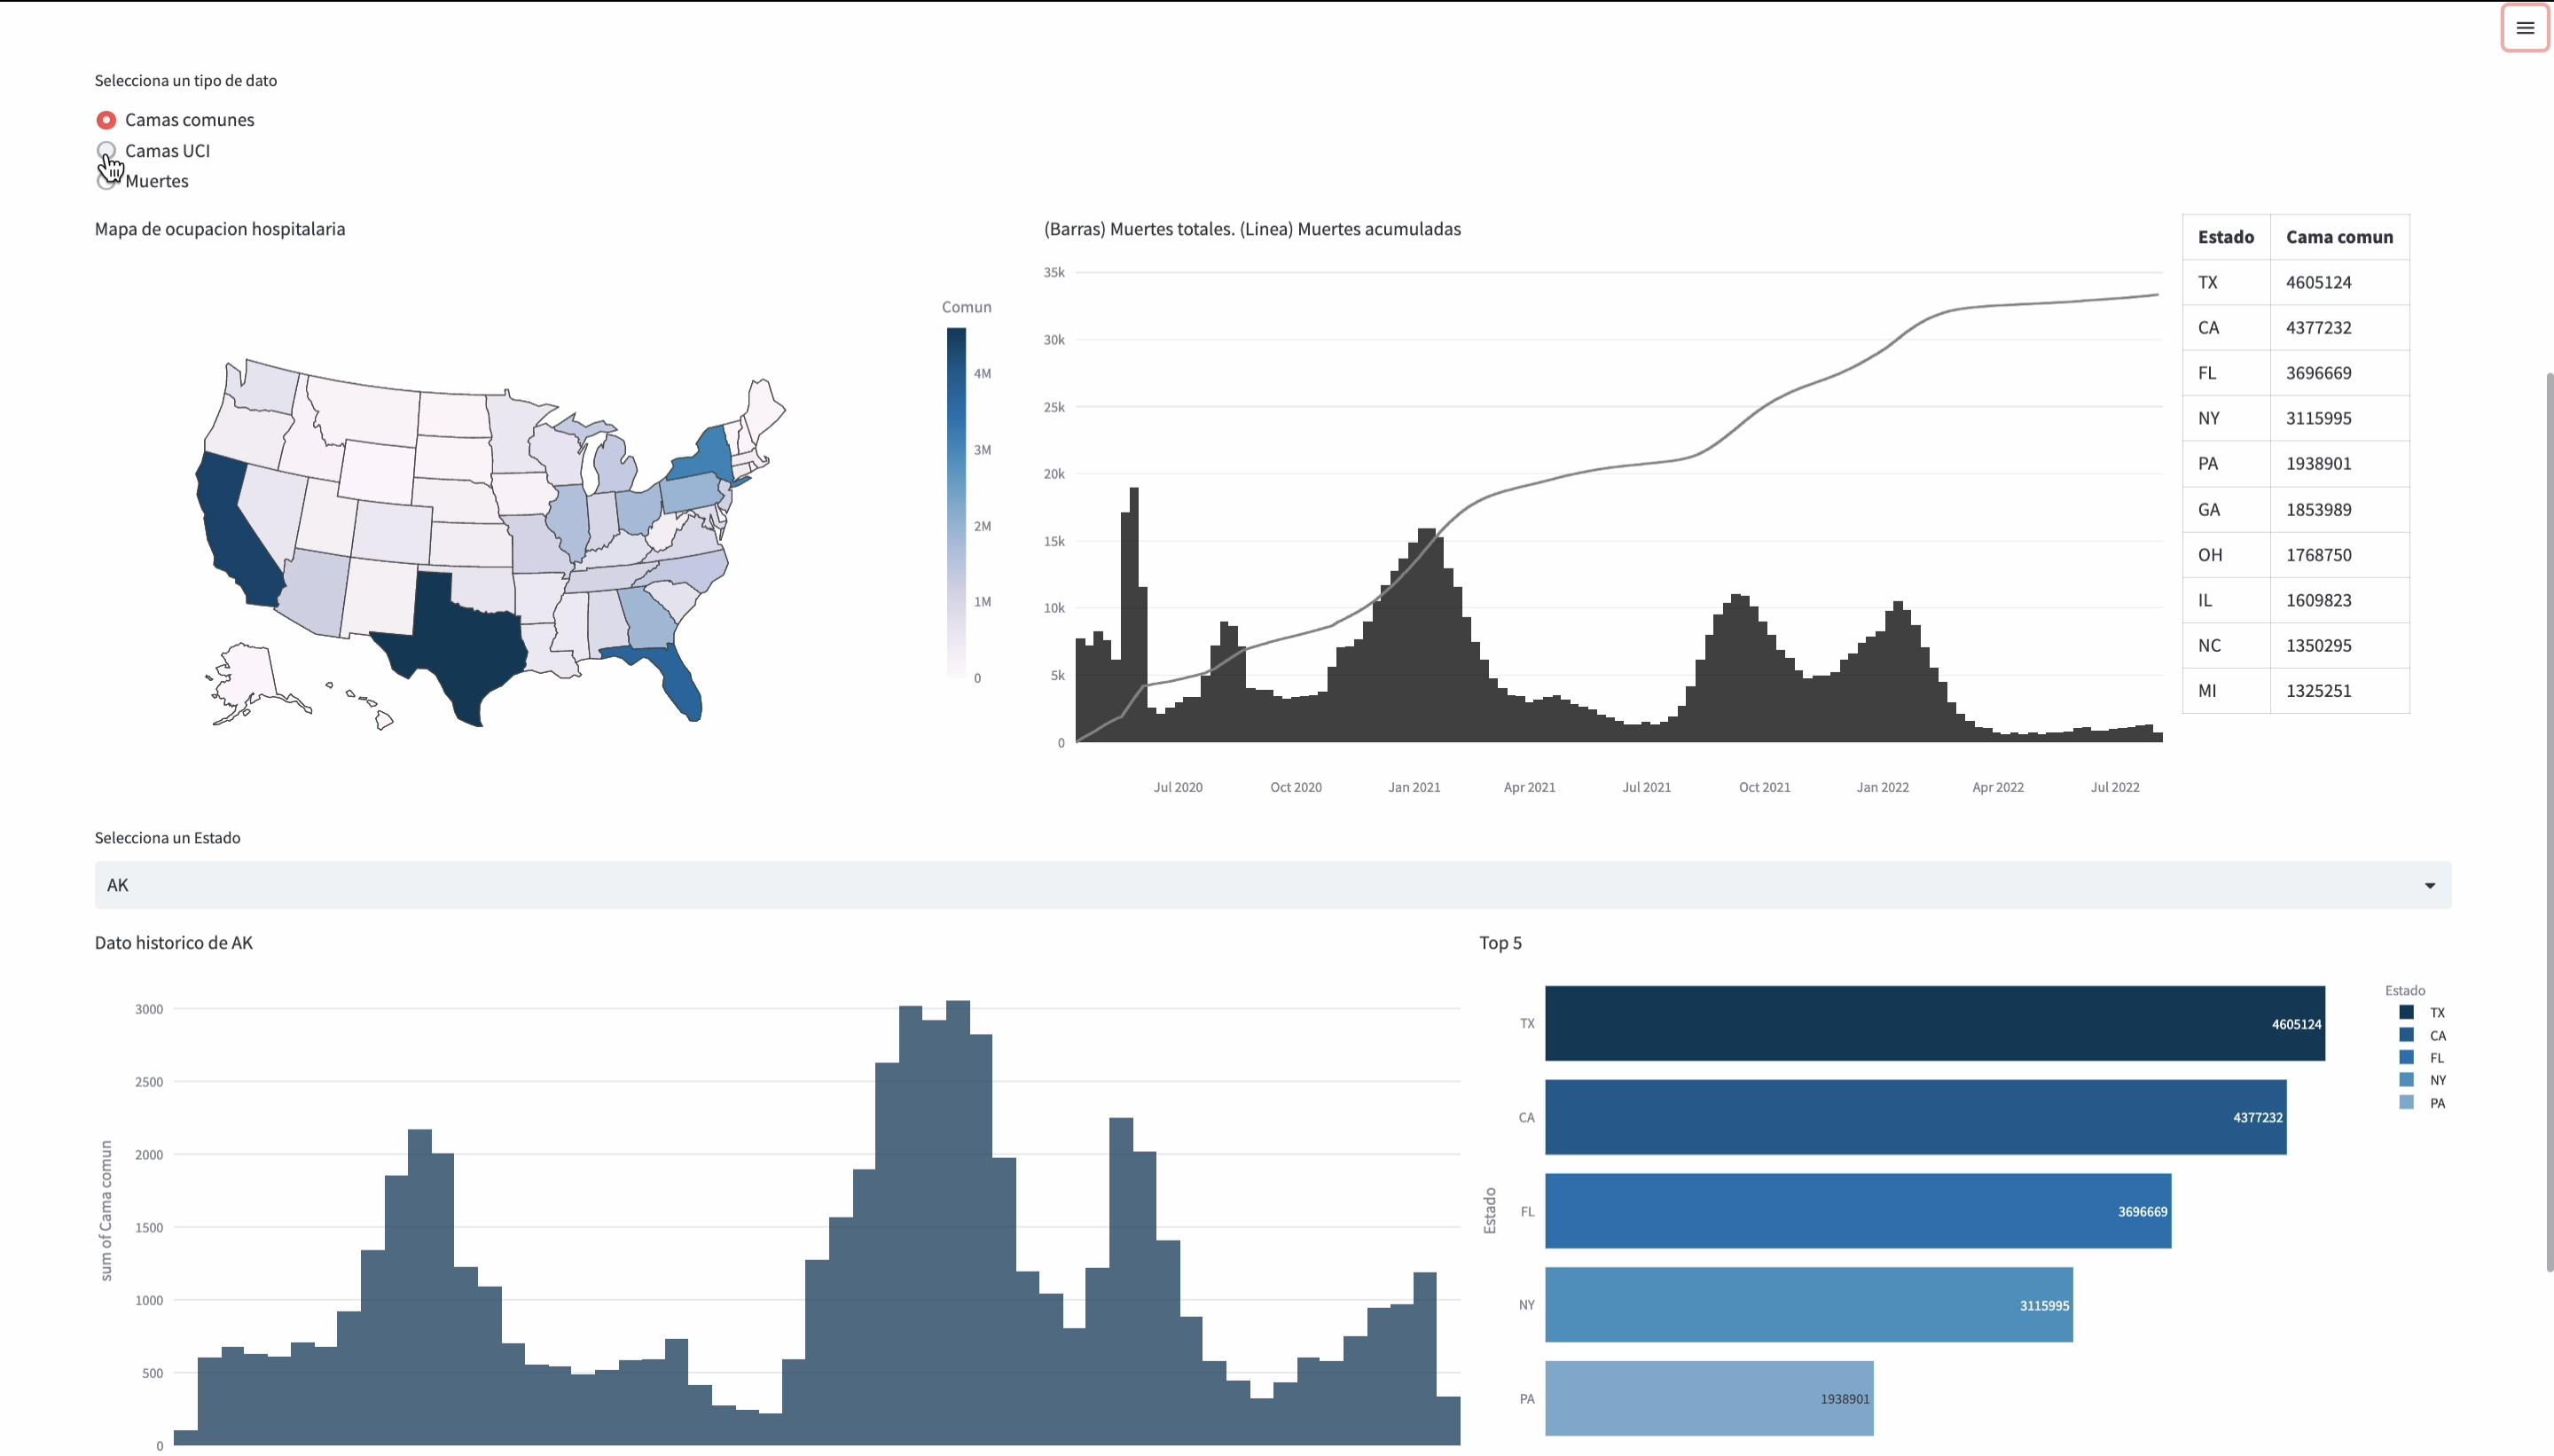 Selecciona un tipo de dato
Camas comunes
Camas UCI
Muertes
Mapa de ocupacion hospitalaria
Comun
4M
3M
2M
1M
0
(Barras) Muertes totales. (Linea) Muertes acumuladas
35k
30k
25k
20k
15k
10k
5k
0
Jul 2020 Oct 2020 Jan 2021 Apr 2021 Jul 2021 Oct 2021 Jan 2022 Apr 2022 Jul 2022
Estado Cama comun
TX 4605124
CA 4377232
FL 3696669
NY 3115995
PA 1938901
GA 1853989
OH 1768750
IL 1609823
NC 1350295
MI 1325251
Selecciona un Estado
AK
Dato historico de AK
sum of Cama comun
3000
2500
2000
1500
1000
500
0
Top 5
Estado
TX 4605124
CA 4377232
FL 3696669
NY 3115995
PA 1938901
Estado
TX
CA
FL
NY
PA